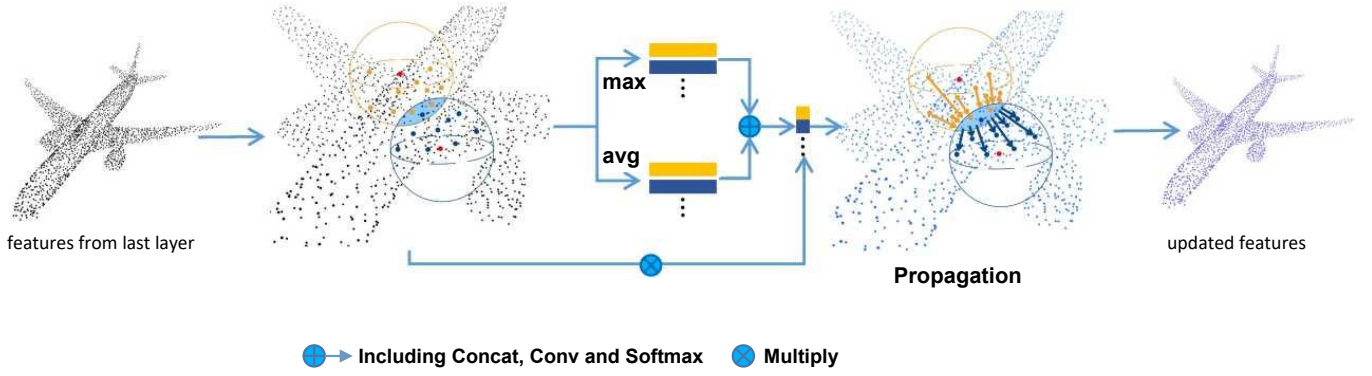 max
avg
features from last layer
updated features
Propagation
Including Concat, Conv and Softmax
Multiply